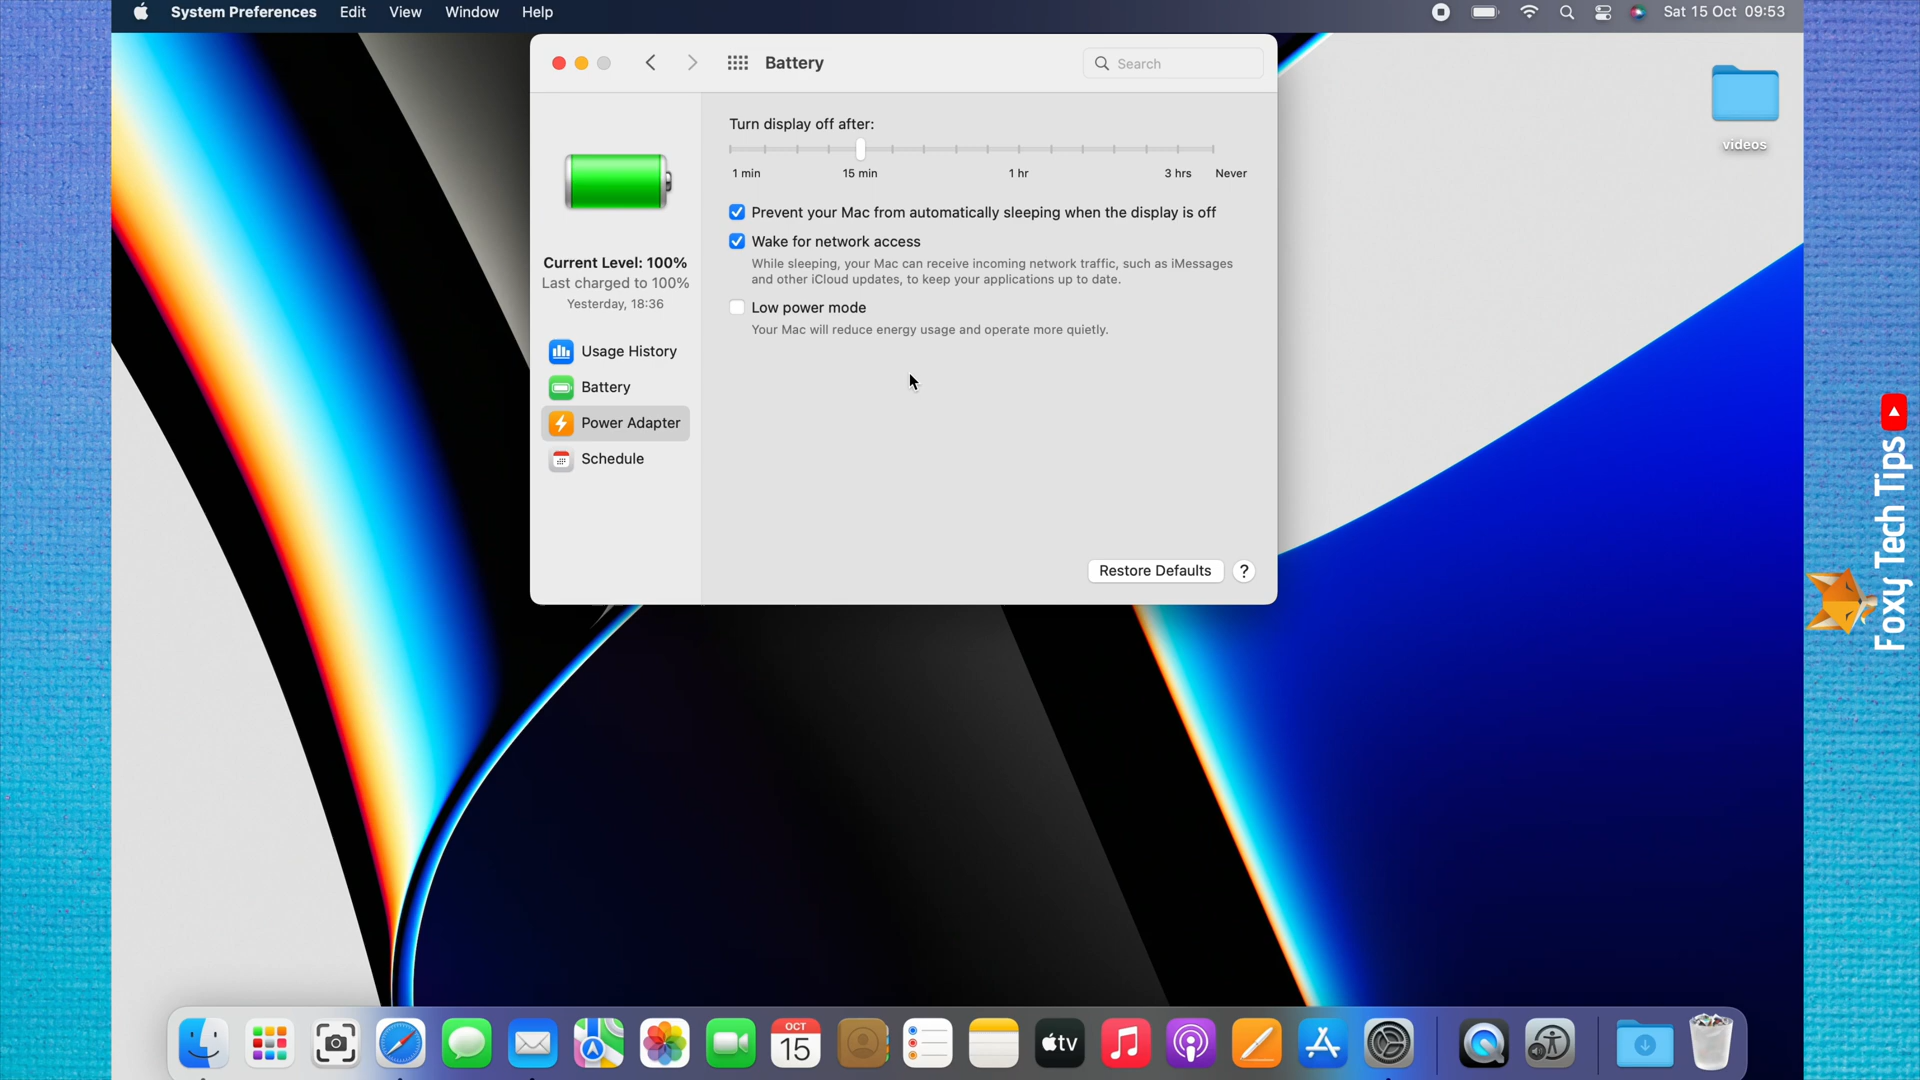 System Preferences Edit View Window Help
Sat 15 Oct 09:53
Battery
Search
videos
Turn display off after:
1 min 15 min 1 hr 3 hrs Never
Prevent your Mac from automatically sleeping when the display is off
Wake for network access
While sleeping, your Mac can receive incoming network traffic, such as iMessages
and other iCloud updates, to keep your applications up to date.
Low power mode
Your Mac will reduce energy usage and operate more quietly.
Current Level: 100%
Last charged to 100%
Yesterday, 18:36
Usage History
Battery
Power Adapter
Schedule
Restore Defaults ?
Foxy Tech Tips
OCT
15
tv